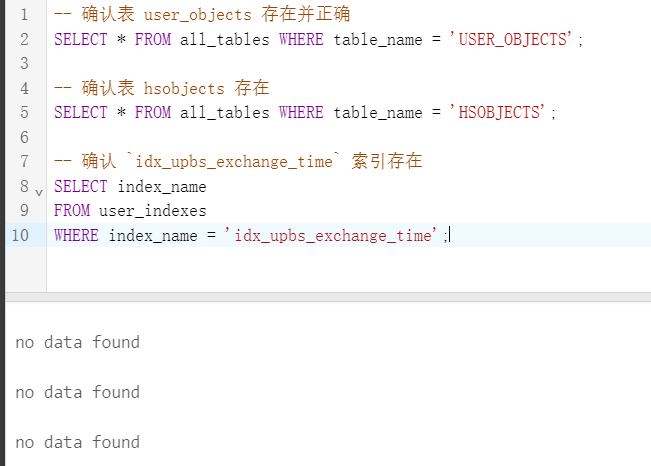 1 -- 确认表 user_objects 存在并正确
2 SELECT * FROM all_tables WHERE table_name = 'USER_OBJECTS';
3
4 -- 确认表 hsobjects 存在
5 SELECT * FROM all_tables WHERE table_name = 'HSOBJECTS';
6
7 -- 确认 `idx_upbs_exchange_time` 索引存在
8 SELECT index_name
9 FROM user_indexes
10 WHERE index_name = 'idx_upbs_exchange_time';
no data found
no data found
no data found